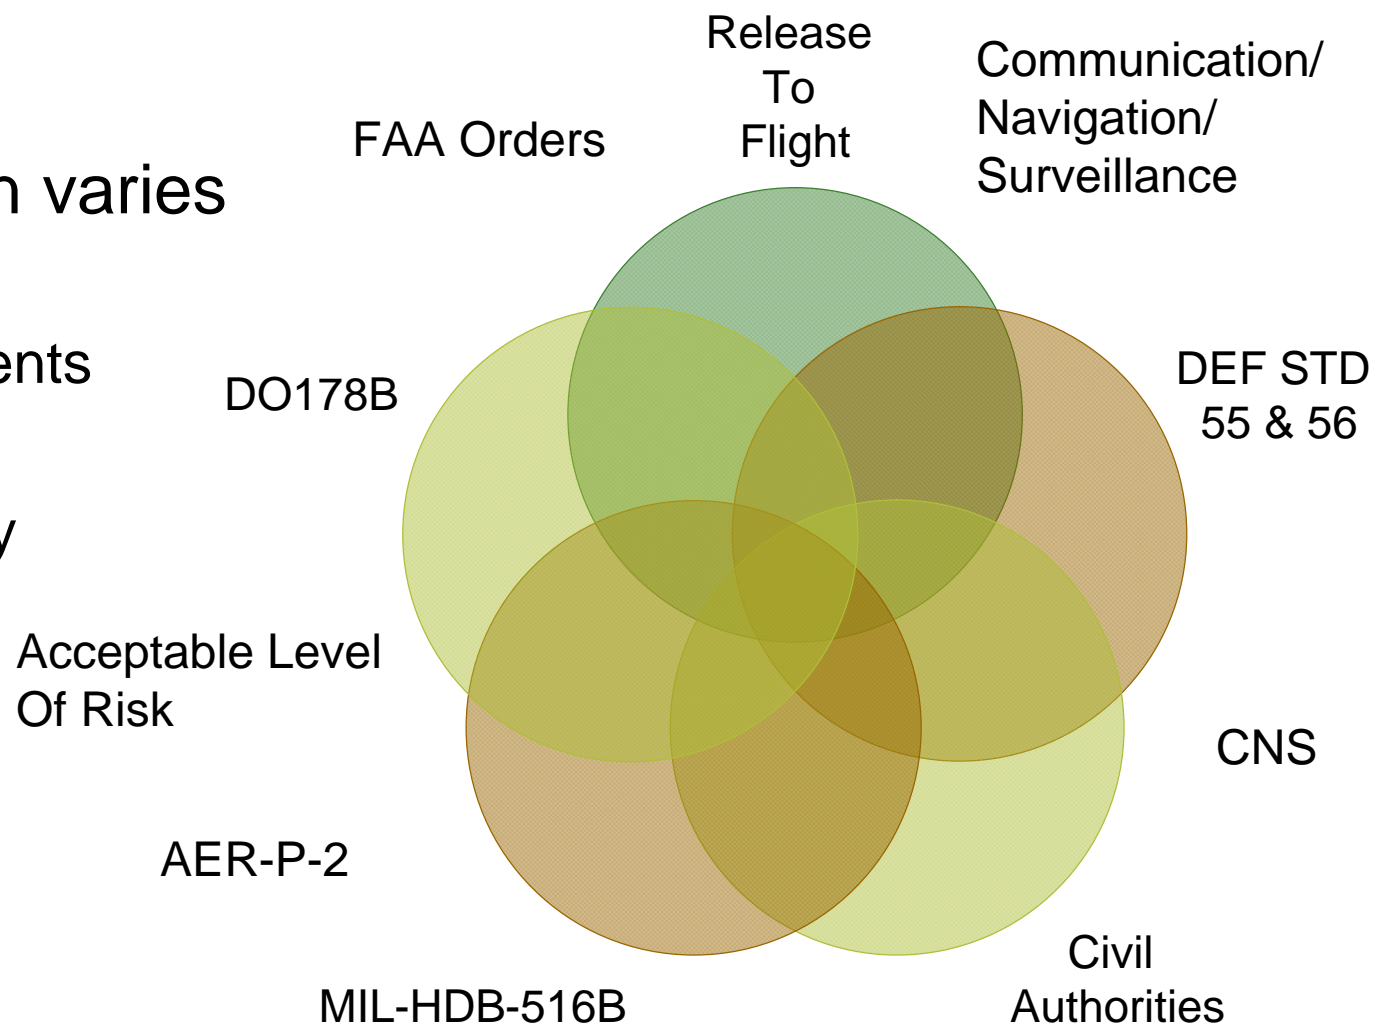 Release
To
Flight
Communication/
Navigation/
Surveillance
FAA Orders
varies
DO178B
DEF STD
55 & 56
Acceptable Level
Of Risk
CNS
AER-P-2
MIL-HDB-516B
Civil
Authorities